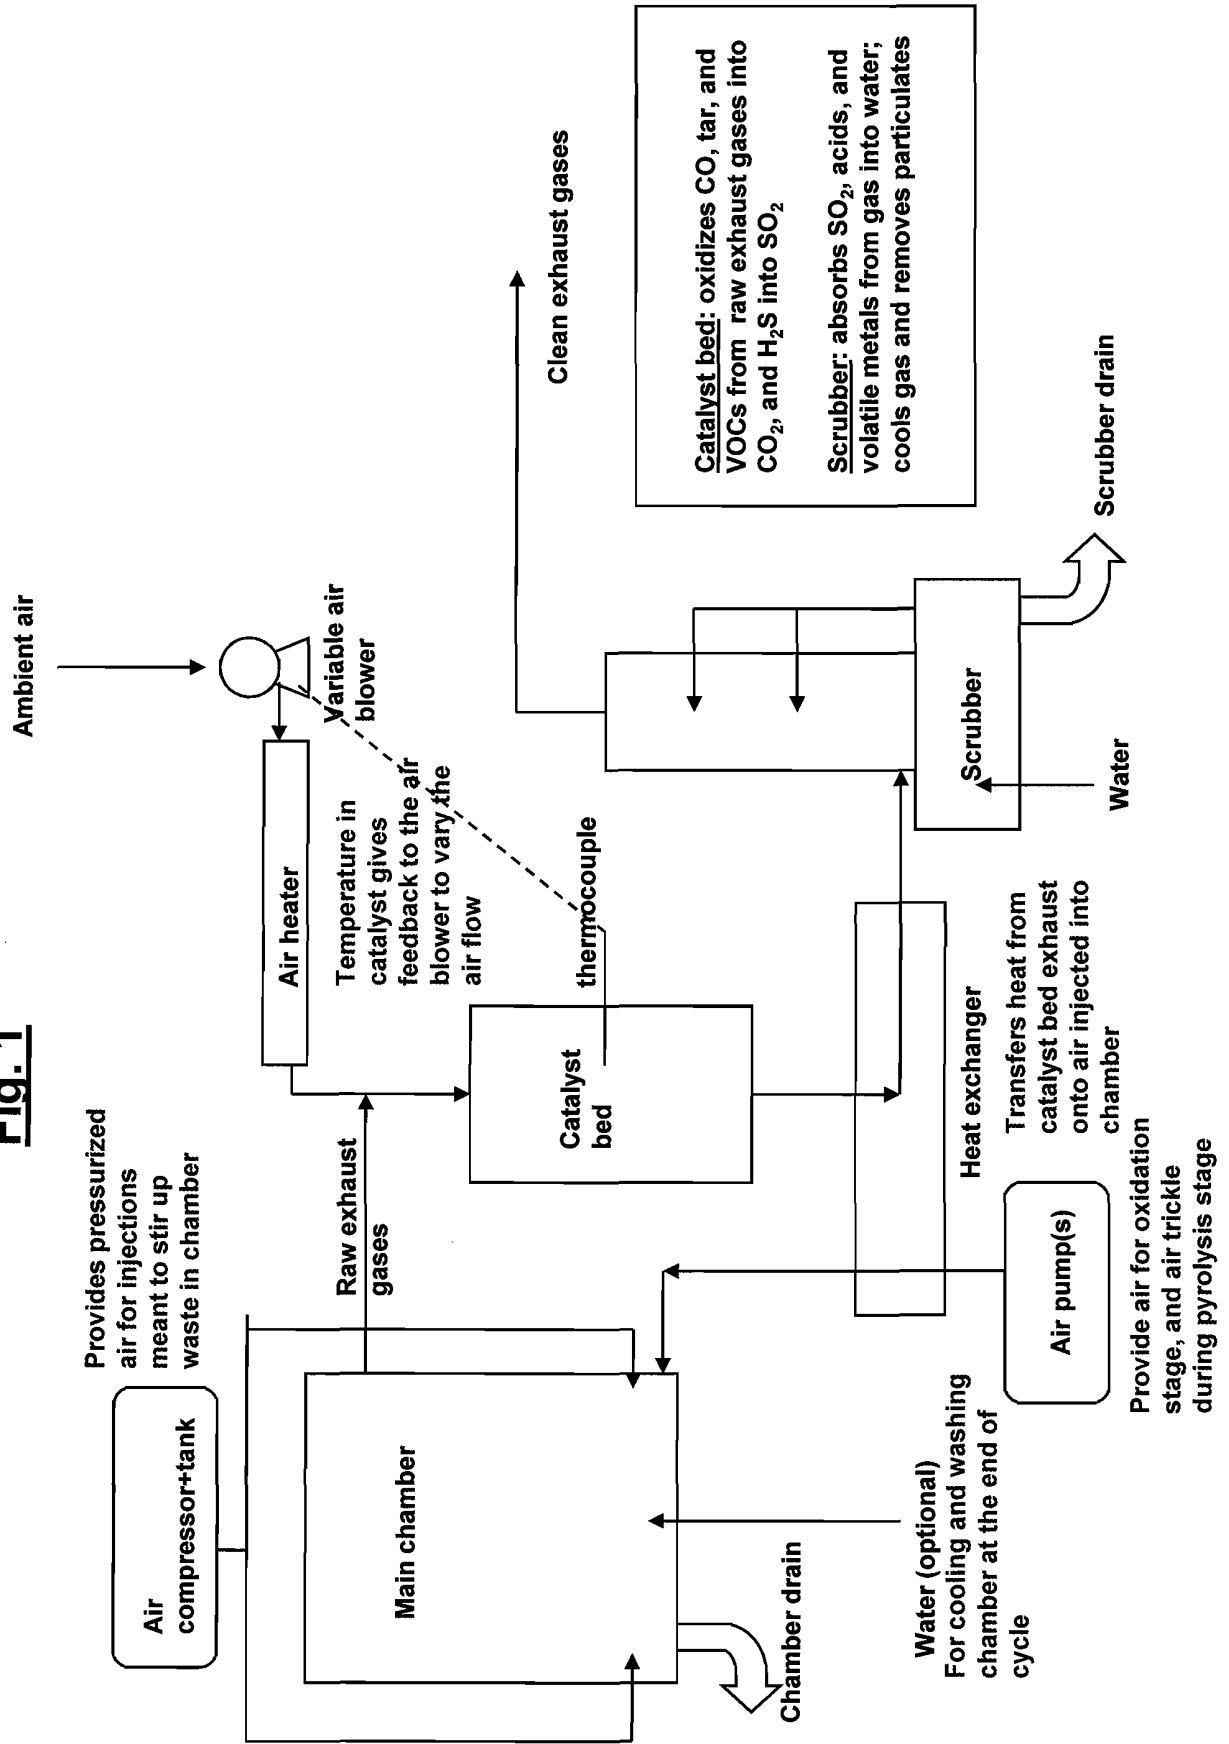 Fig. 1
Provides pressurized
air for injections
meant to stir up
waste in chamber
Air
compressor+tank
Ambient air
Variable air
blower
Air heater
Temperature in
catalyst gives
feedback to the air
blower to vary the
air flow
Raw exhaust
gases
thermocouple
Catalyst
bed
Main chamber
Clean exhaust gases
Catalyst bed: oxidizes CO, tar, and
VOCs from raw exhaust gases into
CO2, and H2S into SO2
Scrubber: absorbs SO2, acids, and
volatile metals from gas into water;
cools gas and removes particulates
Scrubber
Scrubber drain
Water
Heat exchanger
Transfers heat from
catalyst bed exhaust
onto air injected into
chamber
Air pump(s)
Provide air for oxidation
stage, and air trickle
during pyrolysis stage
Water (optional)
For cooling and washing
chamber at the end of
cycle
Chamber drain